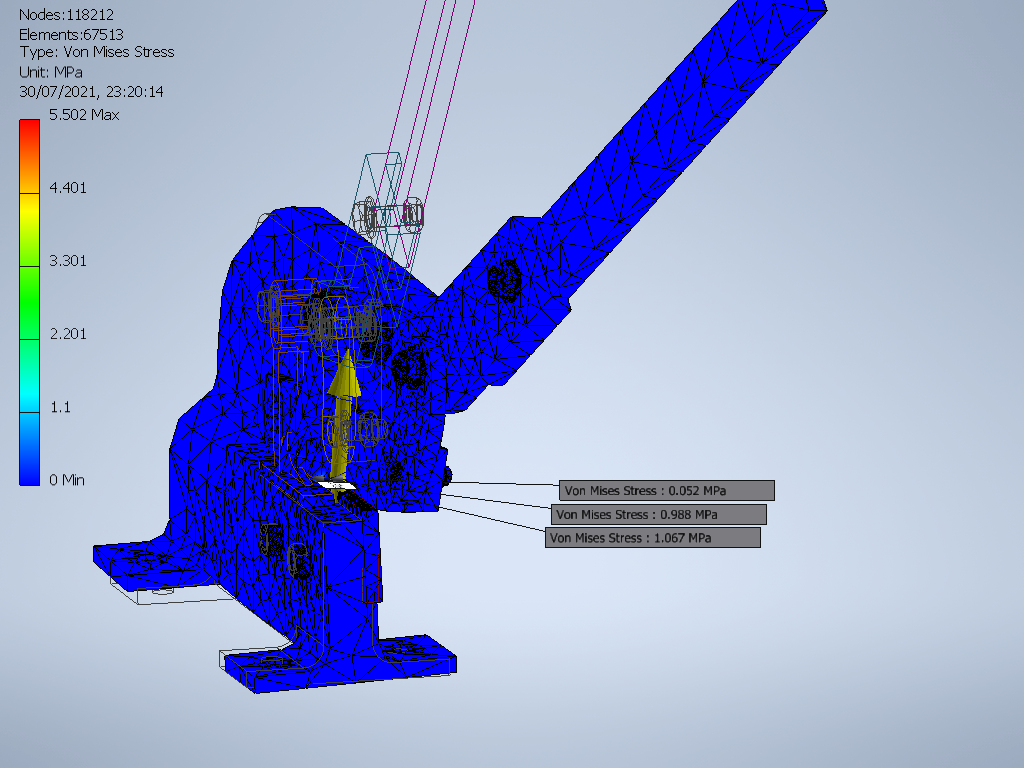 Nodes:118212
Elements:67513
Type: Von Mises Stress
Unit: MPa
30/07/2021, 23:20:14
5.502 Max
4.401
3.301
2.201
1.1
0 Min
Von Mises Stress : 0.052 MPa
Von Mises Stress : 0.988 MPa
Von Mises Stress : 1.067 MPa